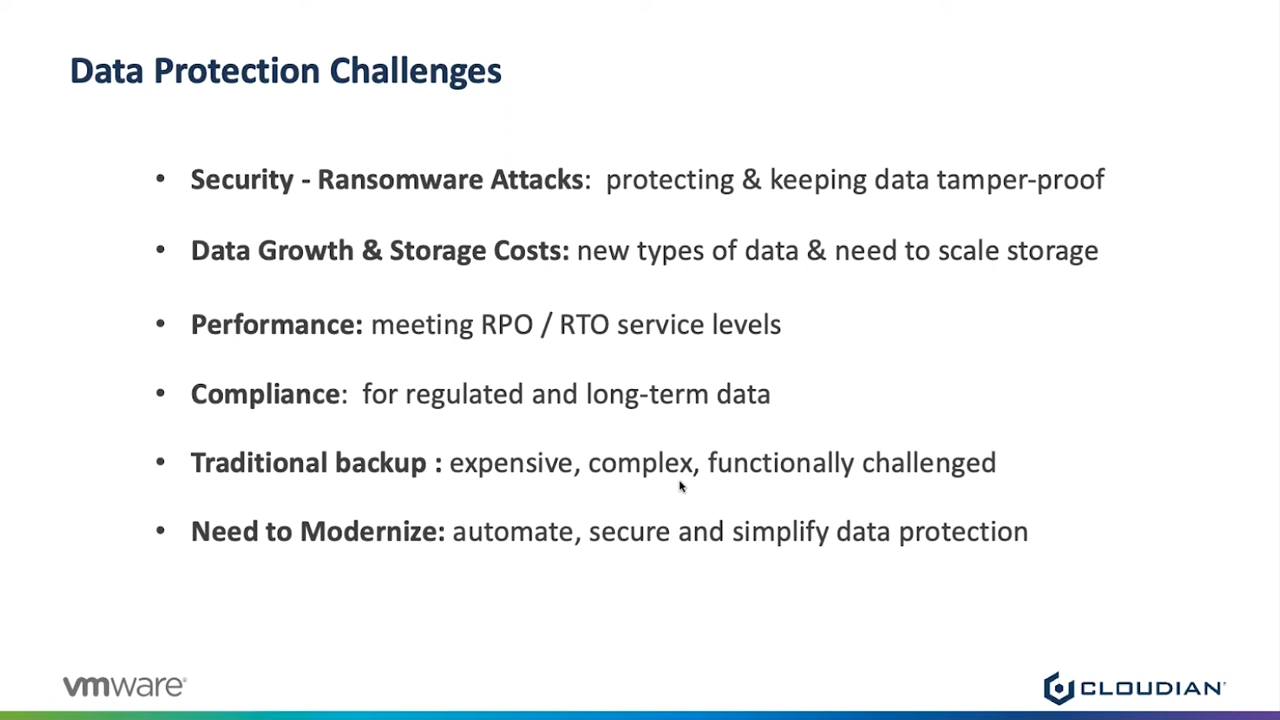 Data Protection Challenges
• Security - Ransomware Attacks:  protecting & keeping data tamper-proof
• Data Growth & Storage Costs: new types of data & need to scale storage
• Performance: meeting RPO / RTO service levels
• Compliance:  for regulated and long-term data
• Traditional backup : expensive, complex, functionally challenged
• Need to Modernize: automate, secure and simplify data protection
vmware®
CLOUDIAN